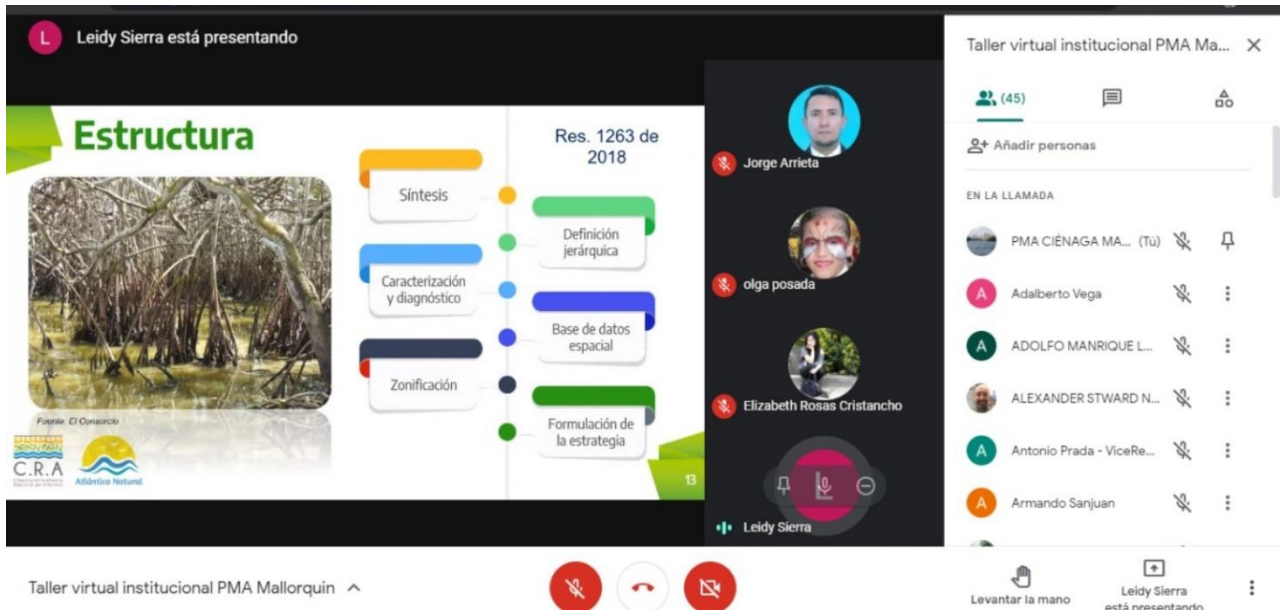 L
Leidy Sierra está presentando
Estructura
Res. 1263 de
2018
Síntesis
Definición
jerárquica
Caracterización
y diagnóstico
Base de datos
espacial
Zonificación
Formulación de
la estrategia
Fuente. El Consorcio
C.R.A
Atlántico Natural
13
Jorge Arrieta
olga posada
Elizabeth Rosas Cristancho
L
Leidy Sierra
Taller virtual institucional PMA Ma...
(45)
Añadir personas
EN LA LLAMADA
PMA CIÉNAGA MA... (Tú)
A
Adalberto Vega
A
ADOLFO MANRIQUE L...
ALEXANDER STWARD N...
A
Antonio Prada - ViceRe...
A
Armando Sanjuan
Taller virtual institucional PMA Mallorquin
Levantar la mano
Leidy Sierra
está presentando